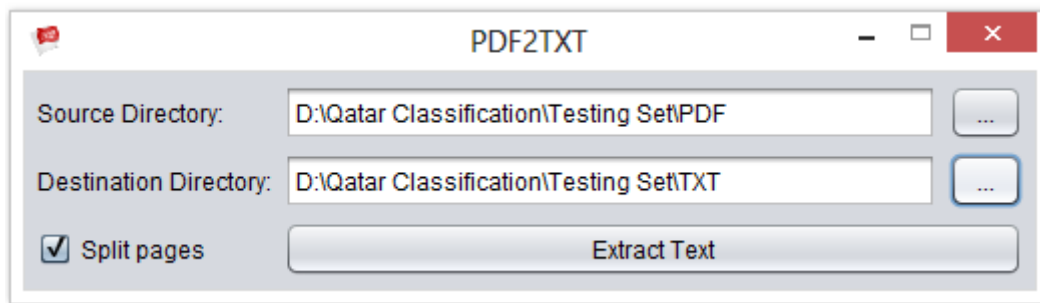 PDF2TXT
Source Directory: D:\Qatar Classification\Testing Set\PDF ...
Destination Directory: D:\Qatar Classification\Testing Set\TXT ...
Split pages Extract Text